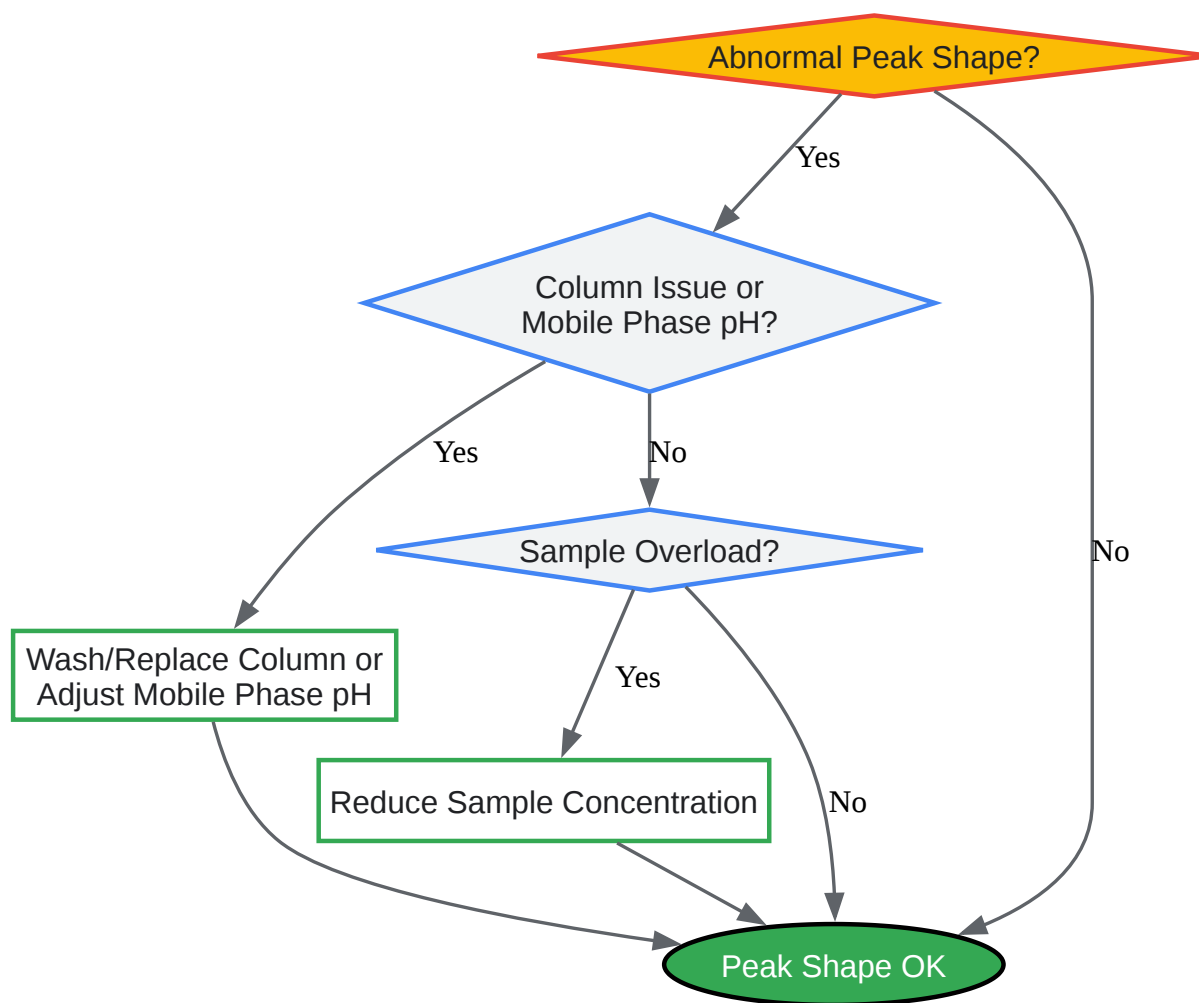 Abnormal Peak Shape?
Yes
Column Issue or
Mobile Phase pH?
Yes
No
Sample Overload?
No
Wash/Replace Column or
Adjust Mobile Phase pH
Yes
Reduce Sample Concentration
No
Peak Shape OK